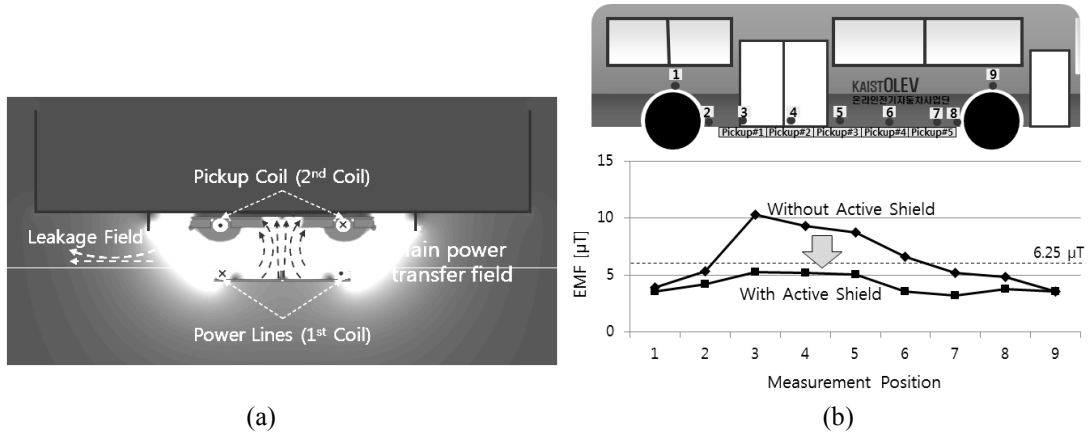 Pickup Coil (2nd Coil)
Leakage Field
Main power
transfer field
Power Lines (1st Coil)
(a)
1
9
KAISTOLEV
온라인전기자동차사업단
2
3
4
5
6
7
8
Pickup#1
Pickup#2
Pickup#3
Pickup#4
Pickup#5
15
10
5
0
EMF [μT]
Without Active Shield
6.25 μT
With Active Shield
1 2 3 4 5 6 7 8 9
Measurement Position
(b)